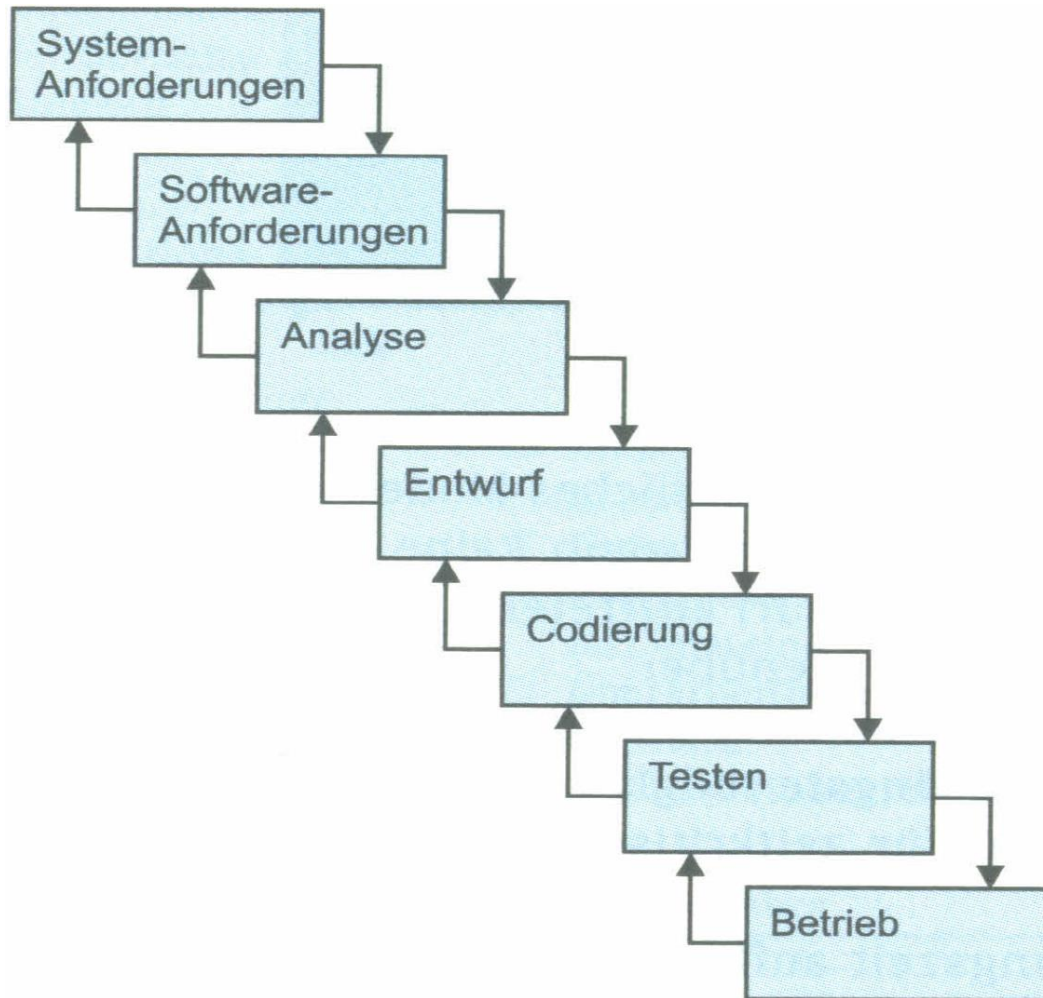 System-
Anforderungen
Software-
Anforderungen
Analyse
Entwurf
Codierung
Testen
Betrieb